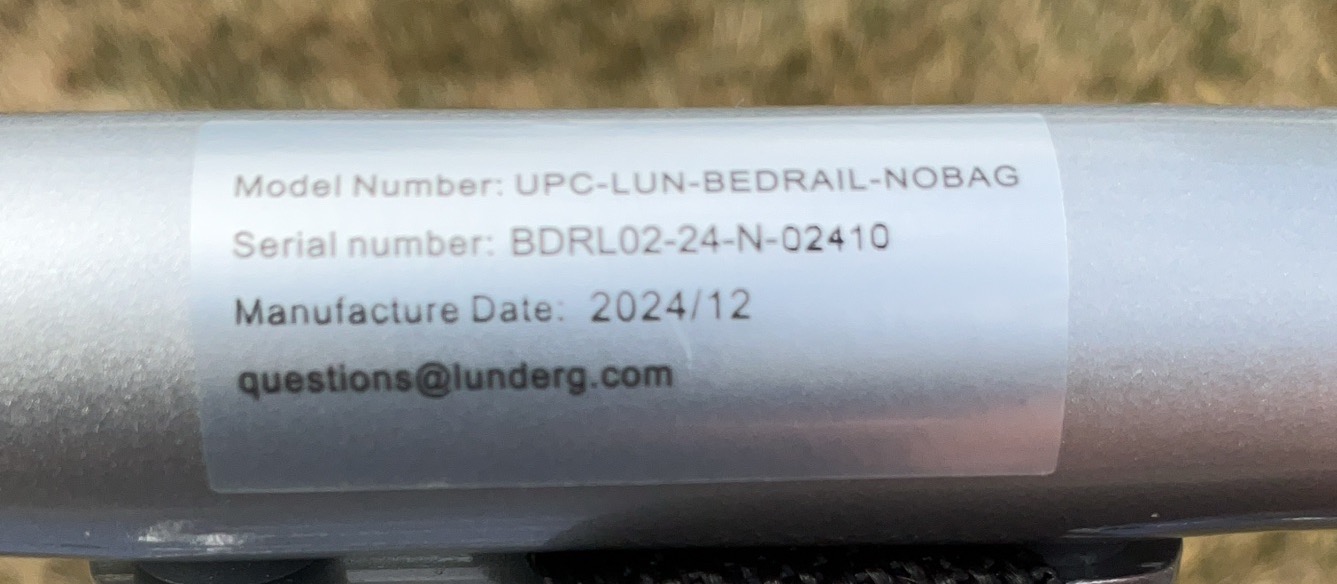 Model Number: UPC-LUN-BEDRAIL-NOBAG
Serial number: BDRL02-24-N-02410
Manufacture Date: 2024/12
questions@lunderg.com